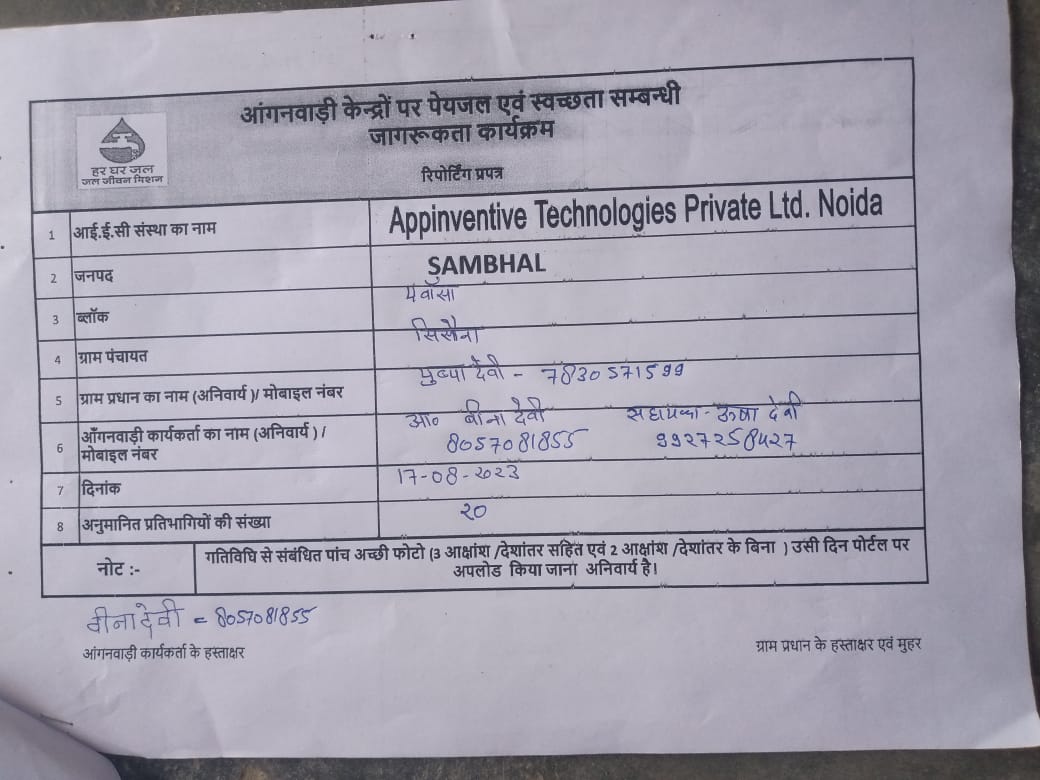 आंगनवाड़ी केन्द्रों पर पेयजल एवं स्वच्छता सम्बन्धी
जागरूकता कार्यक्रम
हर घर जल
जल जीवन मिशन
रिपोर्टिंग प्रपत्र
1 आई.ई.सी संस्था का नाम Appinventive Technologies Private Ltd. Noida
2 जनपद SAMBHAL
3 ब्लॉक पवाँसा
4 ग्राम पंचायत सिसौना
5 ग्राम प्रधान का नाम (अनिवार्य )/ मोबाइल नंबर देवी - 7830571599
6 आँगनवाड़ी कार्यकर्ता का नाम (अनिवार्य ) / आ० बीना देवी सहायिका - ऊषा देवी
मोबाइल नंबर 8057081855 9927258427
7 दिनांक 17-08-2023
8 अनुमानित प्रतिभागियों की संख्या 20
नोट :- गतिविधि से संबंधित पांच अच्छी फोटो (3 आक्षांश /देशांतर सहित एवं 2 आक्षांश /देशांतर के बिना ) उसी दिन पोर्टल पर
अपलोड किया जाना अनिवार्य है।
वीना देवी = 8057081855
आंगनवाड़ी कार्यकर्ता के हस्ताक्षर ग्राम प्रधान के हस्ताक्षर एवं मुहर